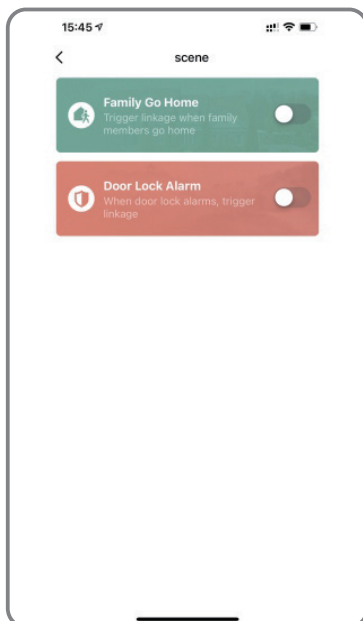 15:45
scene
Family Go Home
Trigger linkage when family
members go home
Door Lock Alarm
When door lock alarms, trigger
linkage